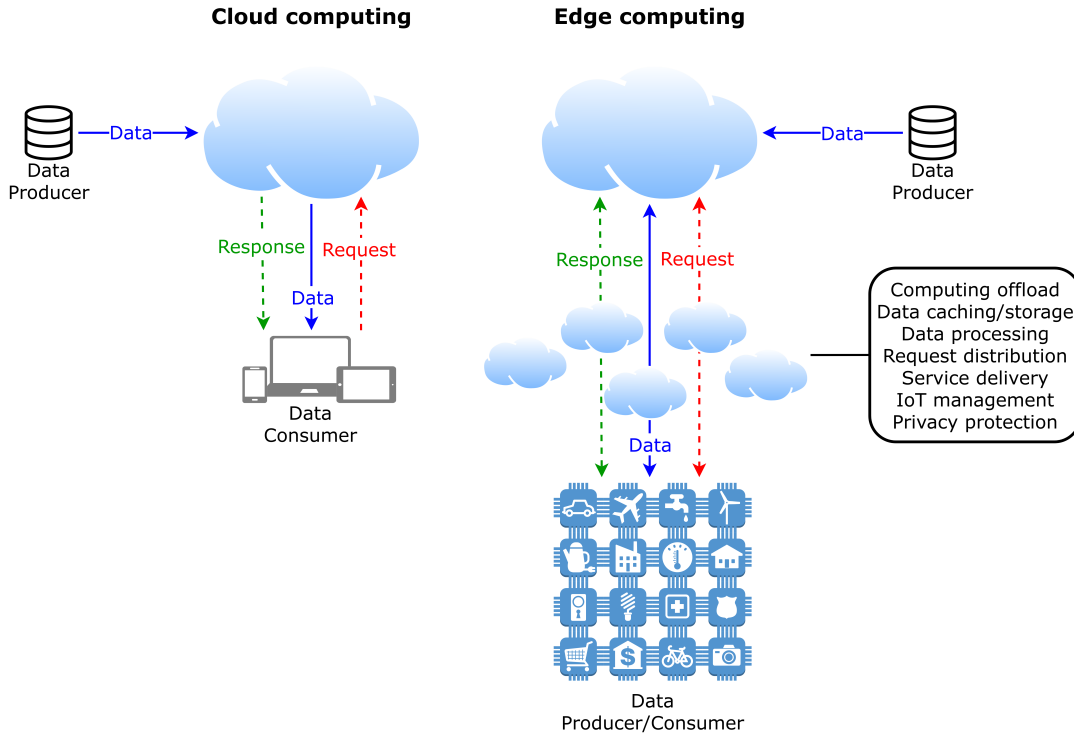 Cloud computing
Data
Data
Producer
Response
Request
Data
Data
Consumer
Edge computing
Data
Data
Producer
Response
Request
Computing offload
Data caching/storage
Data processing
Request distribution
Service delivery
IoT management
Privacy protection
Data
$
Data
Producer/Consumer